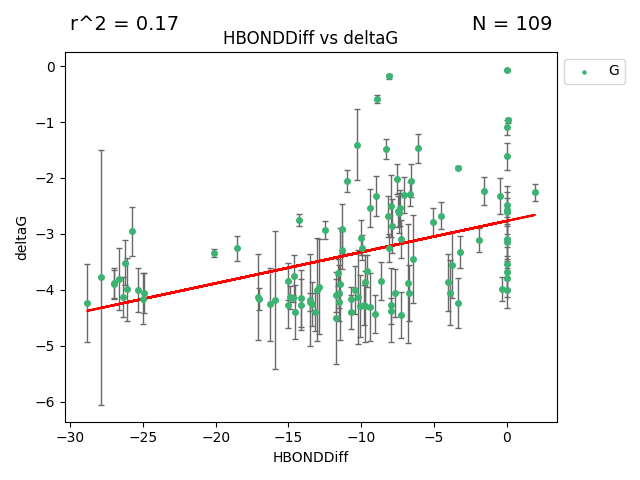 r^2 = 0.17
N = 109
HBONDDiff vs deltaG
G
deltaG
0
−1
−2
−3
−4
−5
−6
−30
−25
−20
−15
−10
−5
0
HBONDDiff